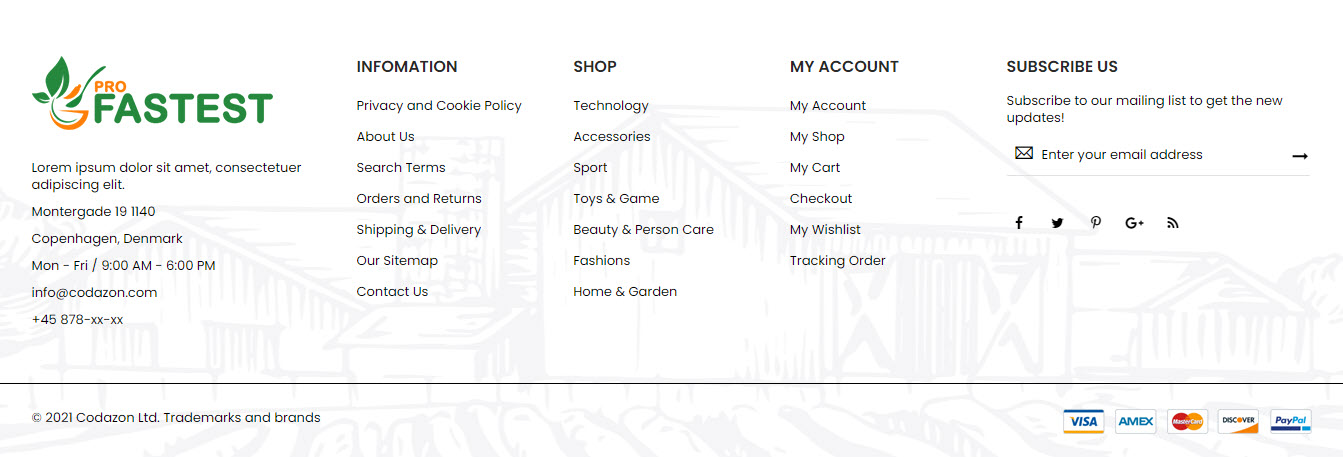 PRO
FASTEST
Lorem ipsum dolor sit amet, consectetuer
adipiscing elit.
Montergade 19 1140
Copenhagen, Denmark
Mon - Fri / 9:00 AM - 6:00 PM
info@codazon.com
+45 878-xx-xx
INFOMATION
Privacy and Cookie Policy
About Us
Search Terms
Orders and Returns
Shipping & Delivery
Our Sitemap
Contact Us
SHOP
Technology
Accessories
Sport
Toys & Game
Beauty & Person Care
Fashions
Home & Garden
MY ACCOUNT
My Account
My Shop
My Cart
Checkout
My Wishlist
Tracking Order
SUBSCRIBE US
Subscribe to our mailing list to get the new
updates!
Enter your email address
© 2021 Codazon Ltd. Trademarks and brands
VISA
AMEX
MasterCard
DISCOVER
PayPal